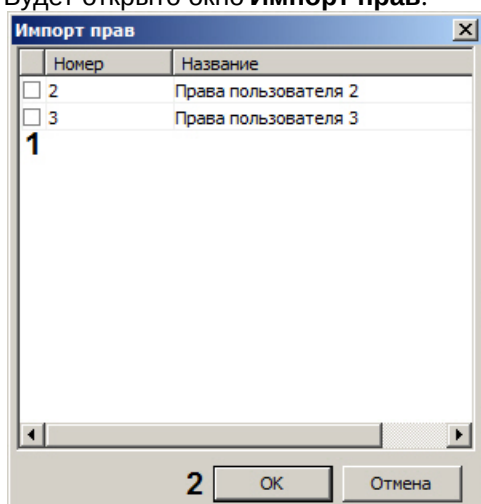 Будет открыто окно Импорт прав.
Импорт прав
Номер Название
2 Права пользователя 2
3 Права пользователя 3
1
2 OK Отмена